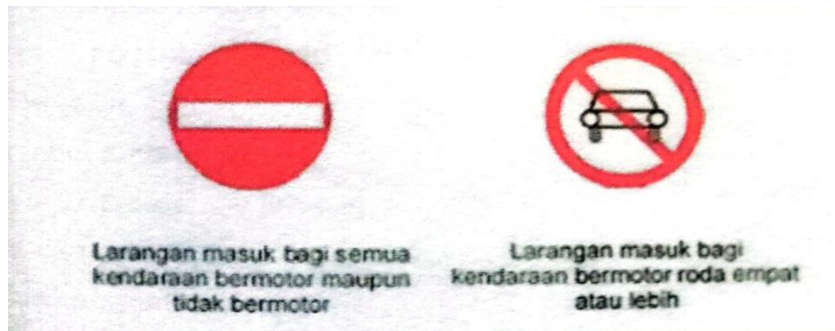 Larangan masuk bagi semua
kendaraan bermotor maupun
tidak bermotor
Larangan masuk bagi
kendaraan bermotor roda empat
atau lebih